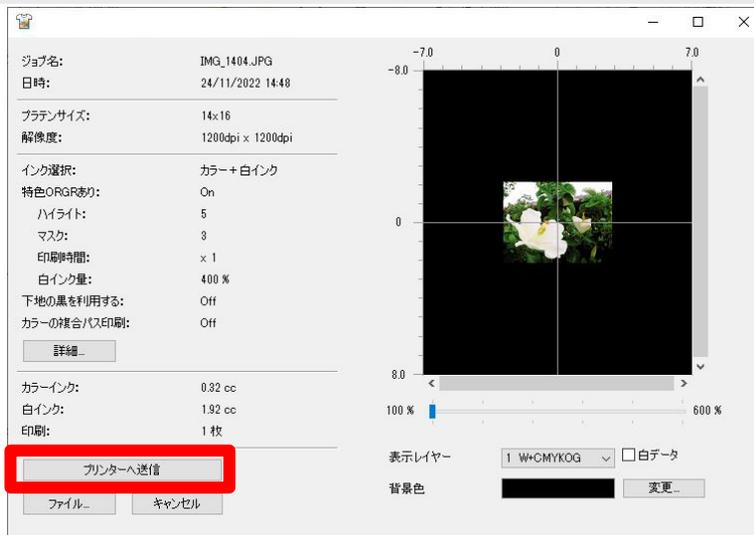 ジョブ名: IMG_1404.JPG
日時: 24/11/2022 14:48
プラテンサイズ: 14x16
解像度: 1200dpi x 1200dpi
インク選択: カラー+白インク
特色ORGRあり: On
ハイライト: 5
マスク: 3
印刷時間: x 1
白インク量: 400 %
下地の黒を利用する: Off
カラーの複合パス印刷: Off
詳細...
カラーインク: 0.32 cc
白インク: 1.92 cc
印刷: 1 枚
プリンターへ送信
ファイル... キャンセル
-7.0 0 7.0
-8.0
0
8.0
100 % 600 %
表示レイヤー 1 W+CMYKOG 白データ
背景色 変更...